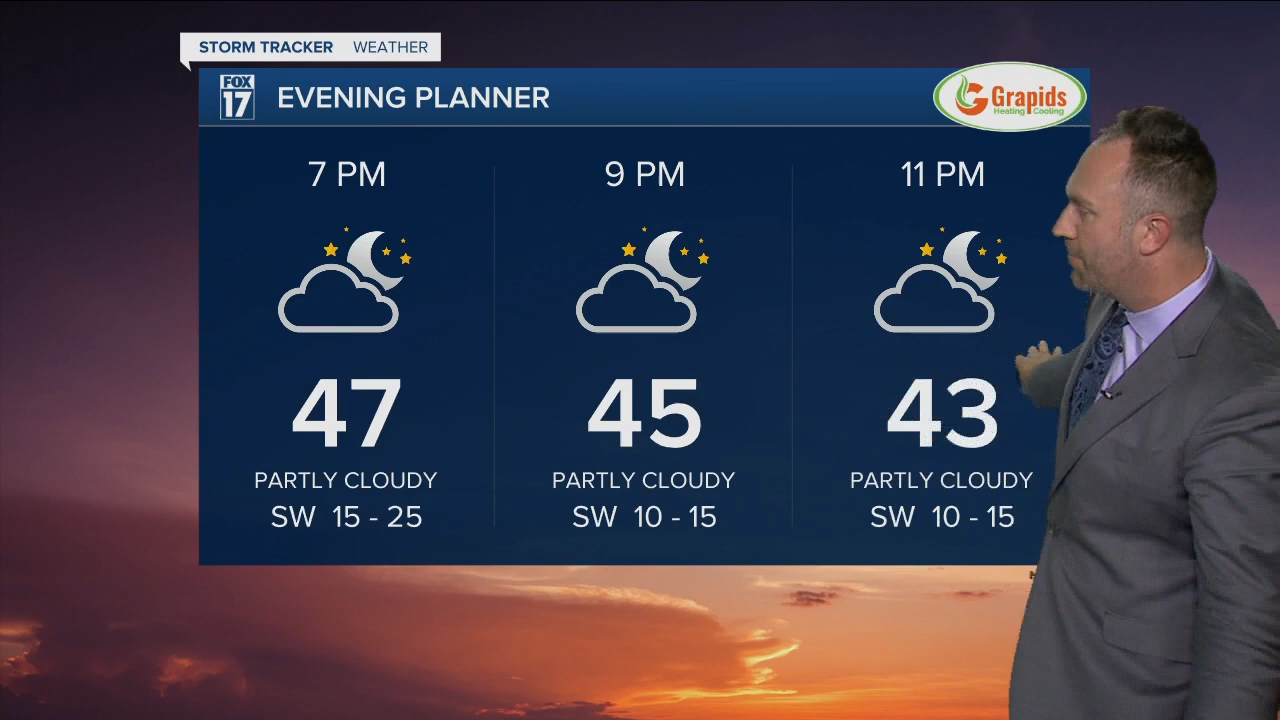 STORM TRACKER WEATHER
FOX
17
EVENING PLANNER
Grapids
Heating Cooling
7 PM
9 PM
11 PM
47
45
43
PARTLY CLOUDY
PARTLY CLOUDY
PARTLY CLOUDY
SW 15 - 25
SW 10 - 15
SW 10 - 15